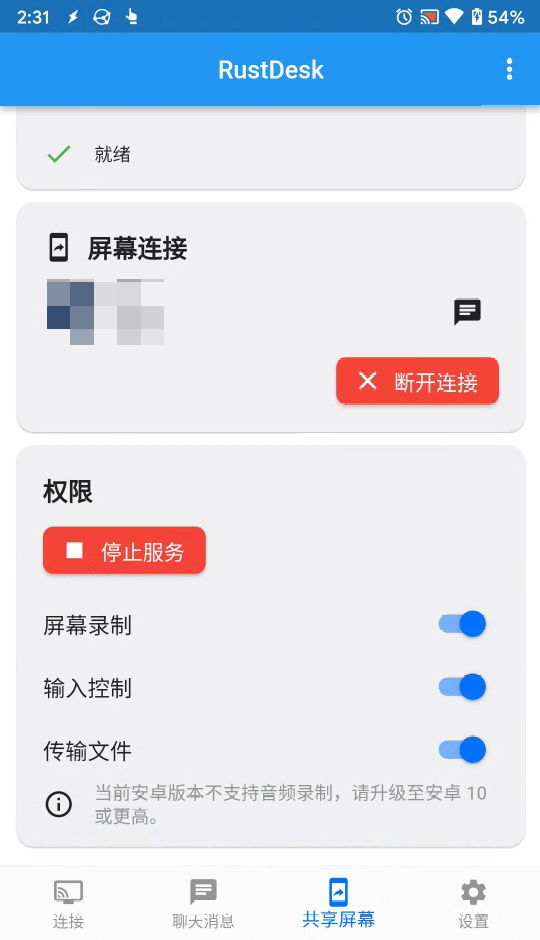 2:31
54%
RustDesk
就绪
屏幕连接
断开连接
权限
停止服务
屏幕录制
输入控制
传输文件
当前安卓版本不支持音频录制，请升级至安卓 10
或更高。
连接
聊天消息
共享屏幕
设置